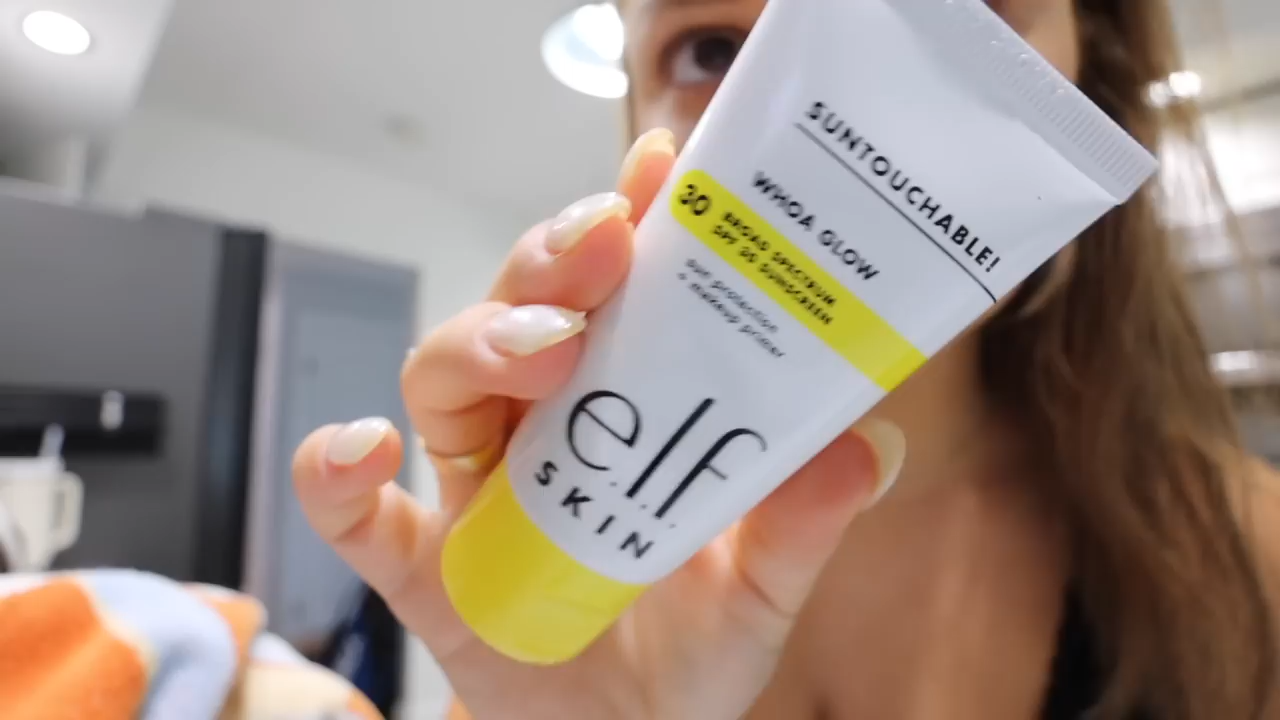 SUNTOUCHABLE!
WHOA GLOW
30
BROAD SPECTRUM
SPF 30 SUNSCREEN
sun protection
+ makeup primer
e.l.f.
SKIN